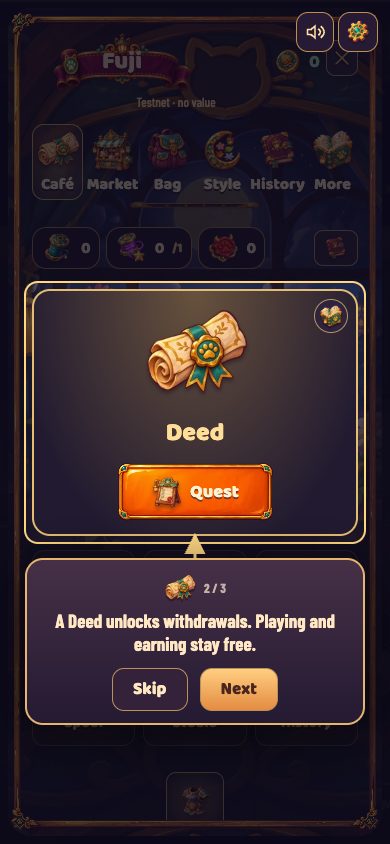 Fuji
0
Testnet · no value
Café Market Bag Style History More
0 0 /1 0
Deed
Quest
2 / 3
A Deed unlocks withdrawals. Playing and
earning stay free.
Skip Next